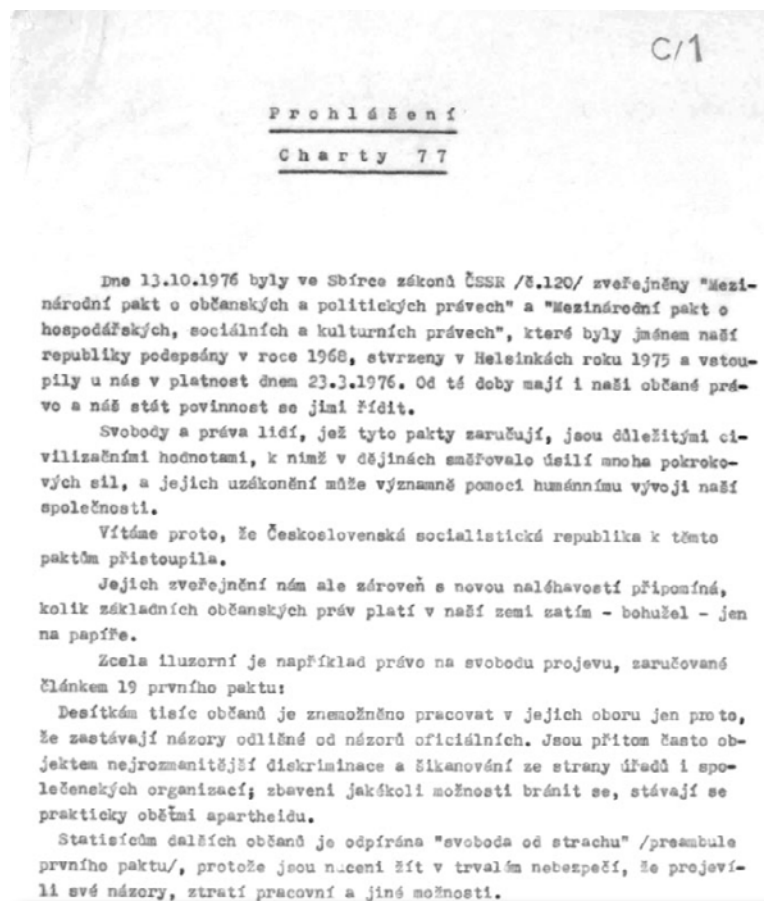 C/1
Prohlášení
Charty 77
Dne 13.10.1976 byly ve Sbírce zákonů ČSSR /č.120/ zveřejněny "Mezi-
národní pakt o občanských a politických právech" a "Mezinárodní pakt o
hospodářských, sociálních a kulturních právech", které byly jménem naší
republiky podepsány v roce 1968, stvrzeny v Helsinkách roku 1975 a vstou-
pily u nás v platnost dnem 23.3.1976. Od té doby mají i naši občané prá-
vo a náš stát povinnost se jimi řídit.
Svobody a práva lidí, jež tyto pakty zaručují, jsou důležitými ci-
vilizačními hodnotami, k nimž v dějinách směřovalo úsilí mnoha pokroko-
vých sil, a jejich uzákonění může významně pomoci humánnímu vývoji naší
společnosti.
Vítáme proto, že Československá socialistická republika k těmto
paktům přistoupila.
Jejich zveřejnění nám ale zároveň s novou naléhavostí připomíná,
kolik základních občanských práv platí v naší zemi zatím - bohužel - jen
na papíře.
Zcela iluzorní je například právo na svobodu projevu, zaručované
článkem 19 prvního paktu:
Desítkám tisíc občanů je znemožněno pracovat v jejich oboru jen proto,
že zastávají názory odlišné od názorů oficiálních. Jsou přitom často ob-
jektem nejrozmanitější diskriminace a šikanování ze strany úřadů i spo-
lečenských organizací; zbaveni jakékoli možnosti bránit se, stávají se
prakticky oběťmi apartheidu.
Statisícům dalších občanů je odpírána "svoboda od strachu" /preambule
prvního paktu/, protože jsou nuceni žít v trvalém nebezpečí, že projeví-
li své názory, ztratí pracovní a jiné možnosti.